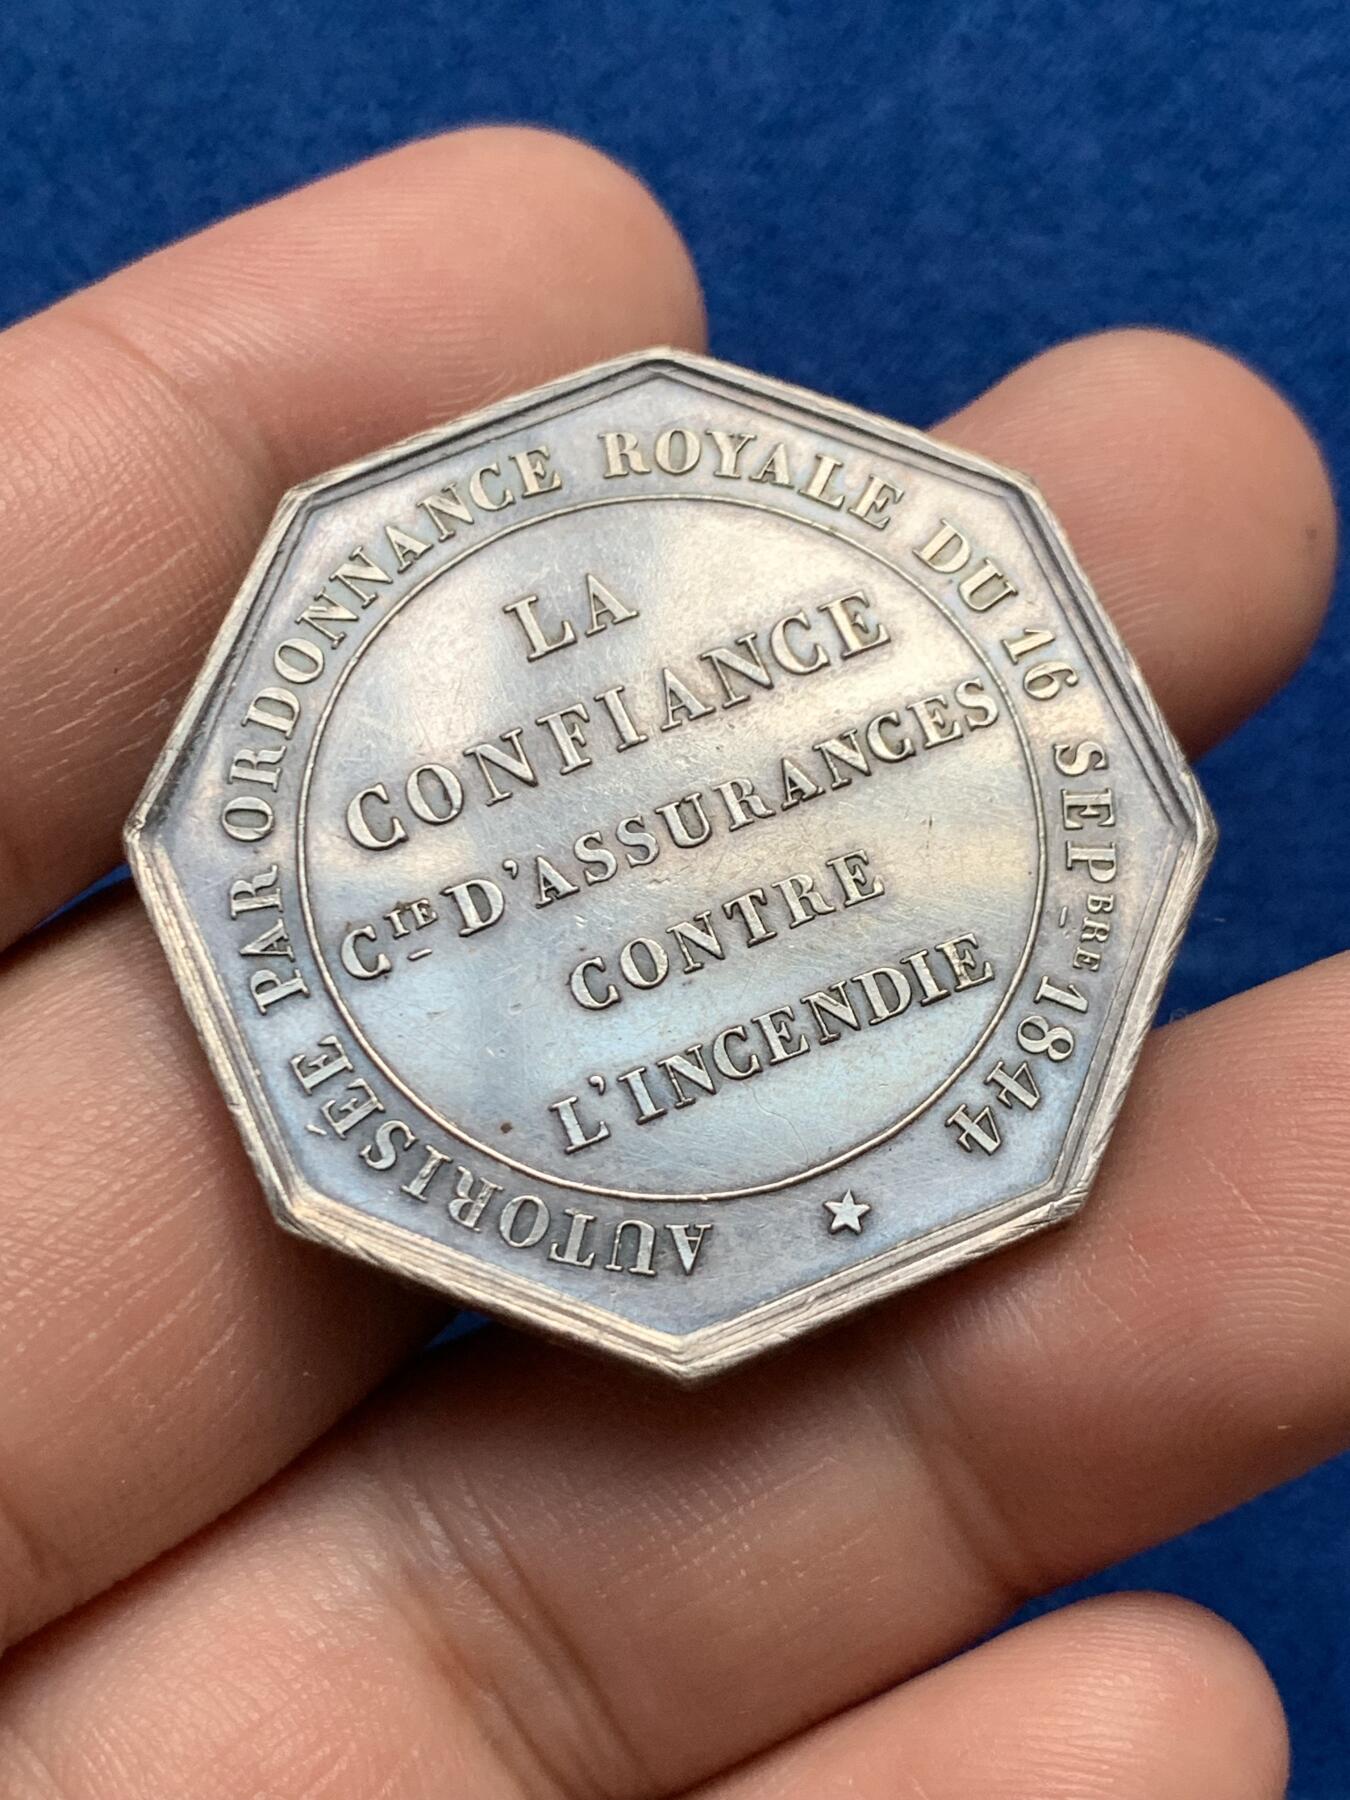 AUTORISÉE PAR ORDONNANCE ROYALE DU 16 SEPBRE 1844
LA
CONFIANCE
CIE D'ASSURANCES
CONTRE
L'INCENDIE